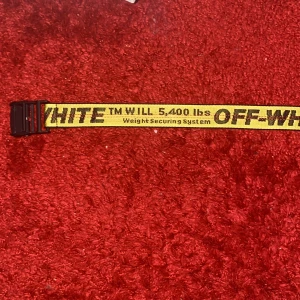 WHITE TM WILL 5,400 lbs OFF-WH
Weight Securing System